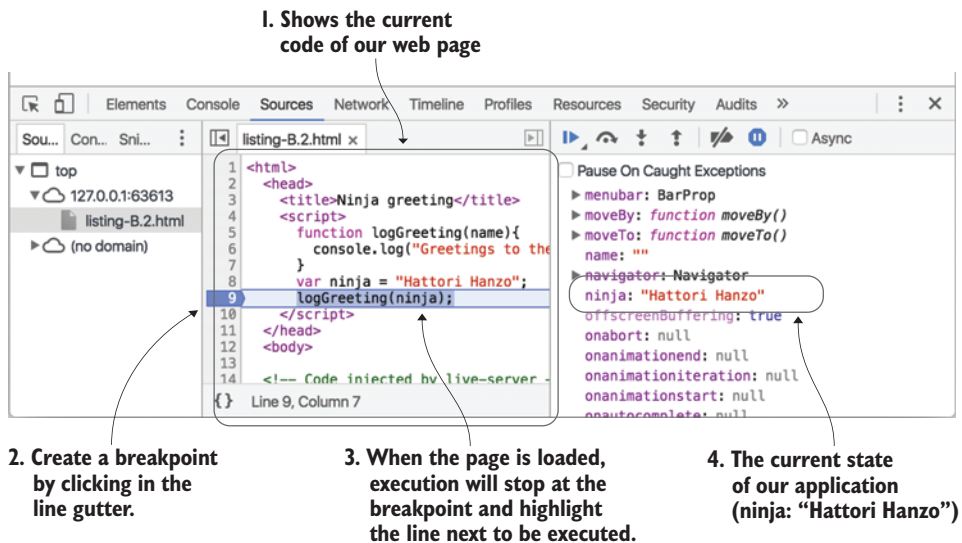 1. Shows the current
code of our web page
Elements Console Sources Network Timeline Profiles Resources Security Audits »
Sou... Con... Sni...
listing-B.2.html ×
Async
top
127.0.0.1:63613
listing-B.2.html
(no domain)
1 <html>
2 <head>
3 <title>Ninja greeting</title>
4 <script>
5 function logGreeting(name){
6 console.log("Greetings to the
7 }
8 var ninja = "Hattori Hanzo";
9 logGreeting(ninja);
10 </script>
11 </head>
12 <body>
13
14 <!-- Code injected by live-server -
{} Line 9, Column 7
Pause On Caught Exceptions
menubar: BarProp
moveBy: function moveBy()
moveTo: function moveTo()
name: ""
navigator: Navigator
ninja: "Hattori Hanzo"
offscreenBuffering: true
onabort: null
onanimationend: null
onanimationiteration: null
onanimationstart: null
onautocomplete: null
2. Create a breakpoint
by clicking in the
line gutter.
3. When the page is loaded,
execution will stop at the
breakpoint and highlight
the line next to be executed.
4. The current state
of our application
(ninja: “Hattori Hanzo”)